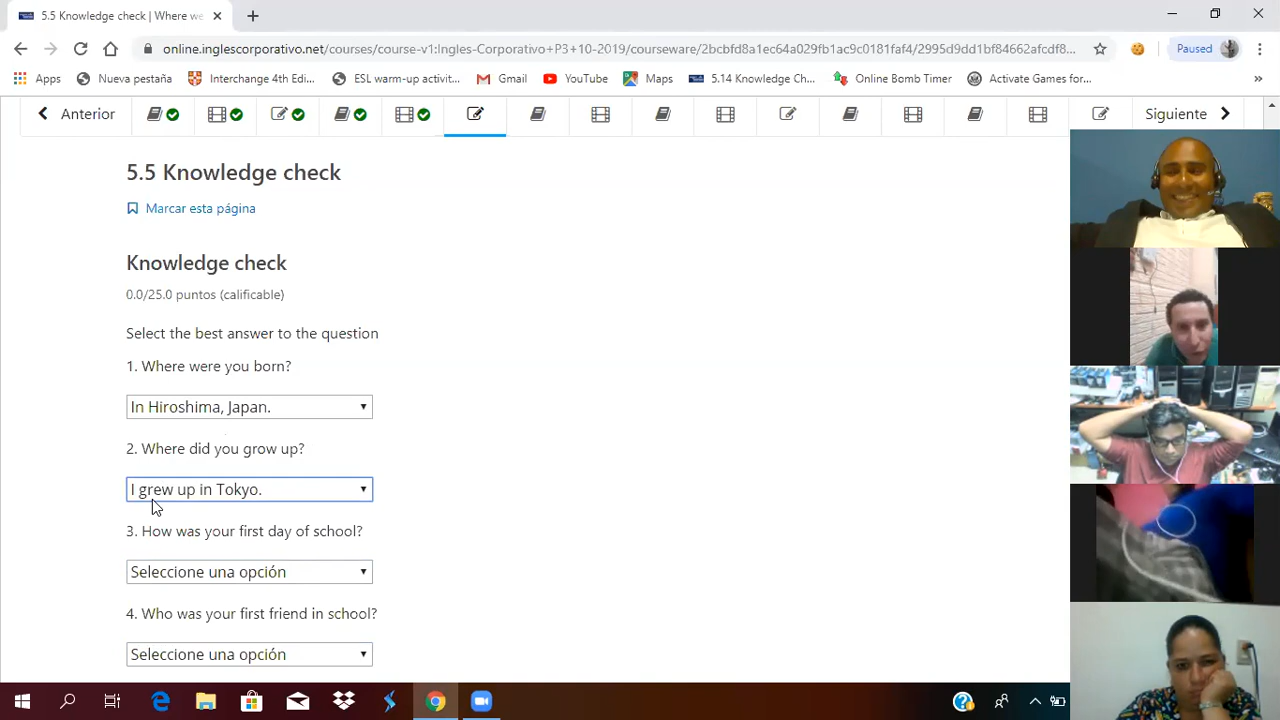 5.5 Knowledge check | Where we
online.inglescorporativo.net/courses/course-v1:Ingles-Corporativo+P3+10-2019/courseware/2bcbfd8a1ec64a029fb1ac9c0181faf4/2995d9dd1bf84662afcdf8...
Paused
Apps
Nueva pestaña
Interchange 4th Edi...
ESL warm-up activit...
Gmail
YouTube
Maps
5.14 Knowledge Ch...
Online Bomb Timer
Activate Games for...
Anterior
Siguiente
5.5 Knowledge check
Marcar esta página
Knowledge check
0.0/25.0 puntos (calificable)
Select the best answer to the question
1. Where were you born?
In Hiroshima, Japan.
2. Where did you grow up?
I grew up in Tokyo.
3. How was your first day of school?
Seleccione una opción
4. Who was your first friend in school?
Seleccione una opción